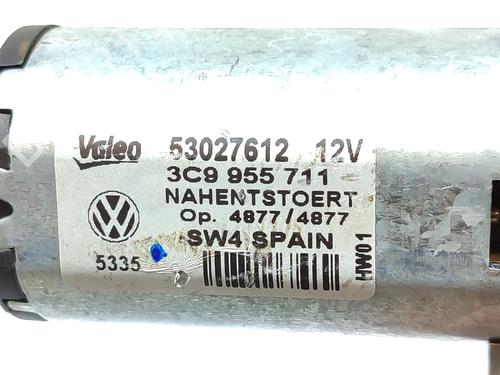 Valeo 53027612 12V
3C9 955 711
NAHENTSTOERT
Op. 4877/4877
SW4 SPAIN
5335
HW01